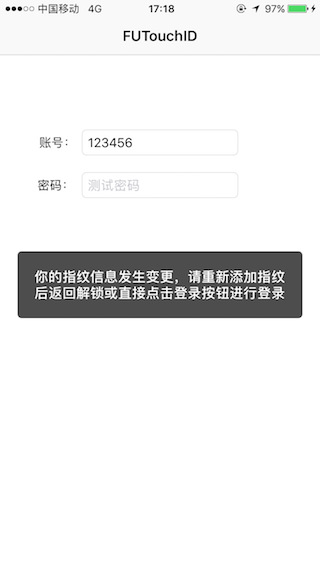 中国移动 4G 17:18 97%
FUTouchID
账号： 123456
密码： 测试密码
你的指纹信息发生变更，请重新添加指纹
后返回解锁或直接点击登录按钮进行登录